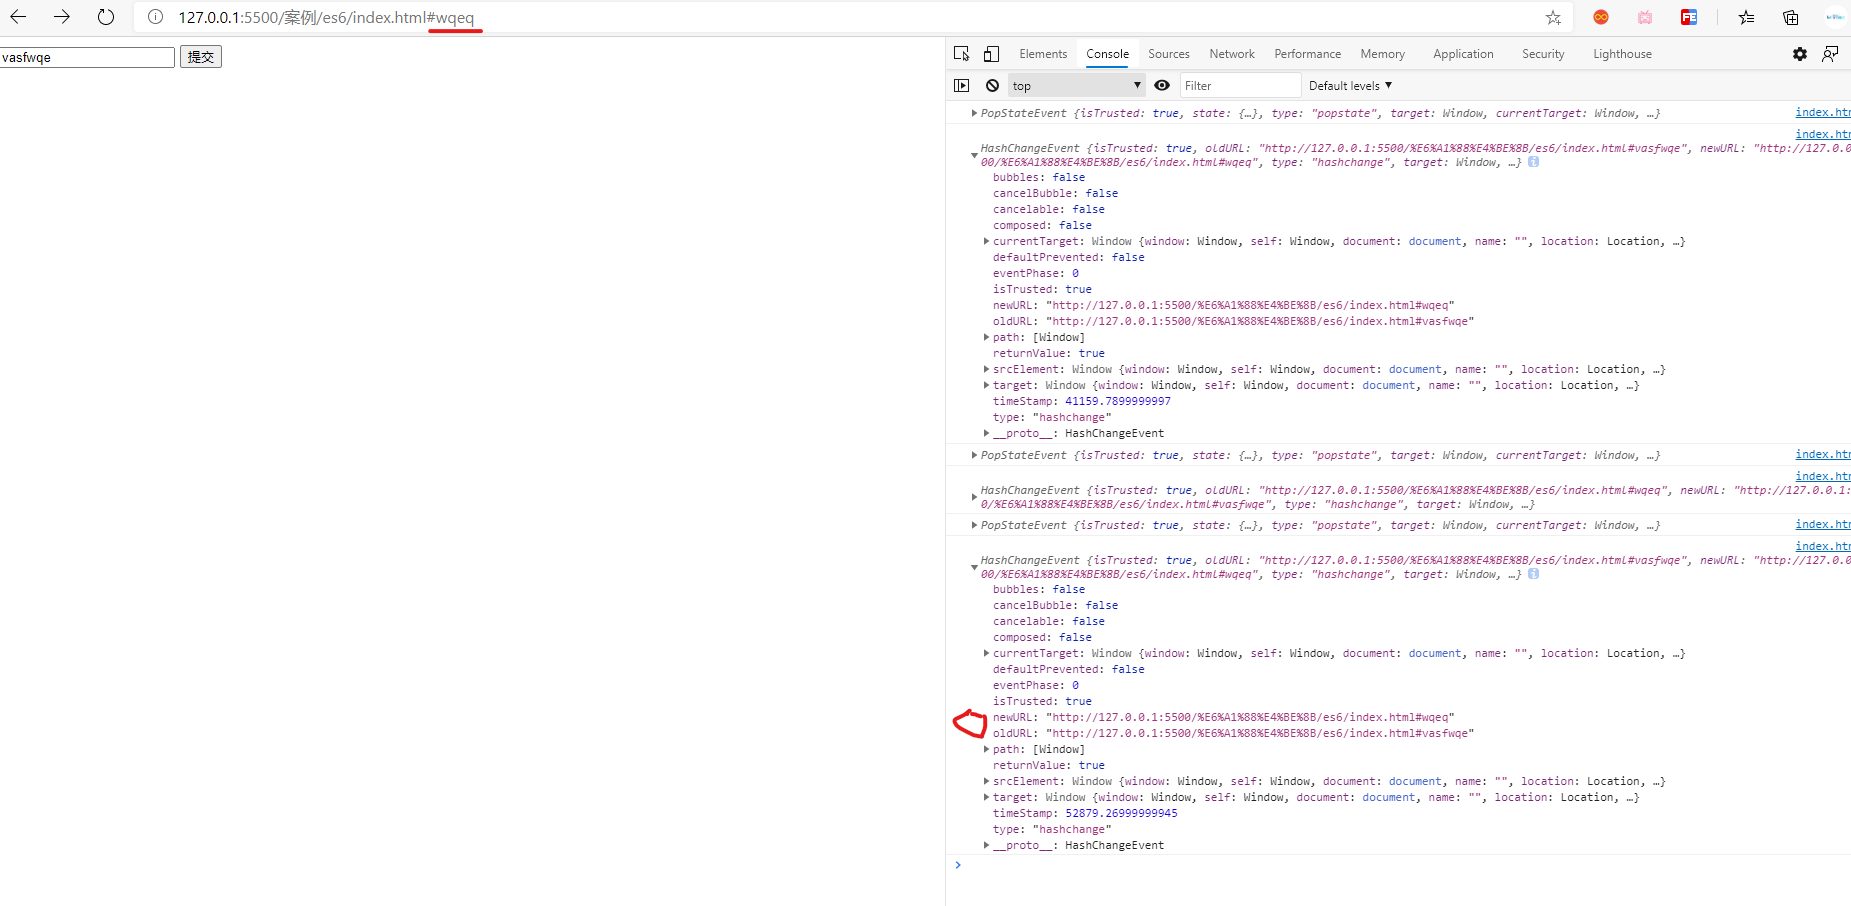 127.0.0.1:5500/案例/es6/index.html#wqeq
vasfwqe 提交
Elements Console Sources Network Performance Memory Application Security Lighthouse
top Filter Default levels ▼
PopStateEvent {isTrusted: true, state: {…}, type: "popstate", target: Window, currentTarget: Window, …} index.htm
index.htm
HashChangeEvent {isTrusted: true, oldURL: "http://127.0.0.1:5500/%E6%A1%88%E4%BE%8B/es6/index.html#vasfwqe", newURL: "http://127.0.0
00/%E6%A1%88%E4%BE%8B/es6/index.html#wqeq", type: "hashchange", target: Window, …}
bubbles: false
cancelBubble: false
cancelable: false
composed: false
currentTarget: Window {window: Window, self: Window, document: document, name: "", location: Location, …}
defaultPrevented: false
eventPhase: 0
isTrusted: true
newURL: "http://127.0.0.1:5500/%E6%A1%88%E4%BE%8B/es6/index.html#wqeq"
oldURL: "http://127.0.0.1:5500/%E6%A1%88%E4%BE%8B/es6/index.html#vasfwqe"
path: [Window]
returnValue: true
srcElement: Window {window: Window, self: Window, document: document, name: "", location: Location, …}
target: Window {window: Window, self: Window, document: document, name: "", location: Location, …}
timeStamp: 41159.7899999997
type: "hashchange"
__proto__: HashChangeEvent
PopStateEvent {isTrusted: true, state: {…}, type: "popstate", target: Window, currentTarget: Window, …} index.htm
index.htm
HashChangeEvent {isTrusted: true, oldURL: "http://127.0.0.1:5500/%E6%A1%88%E4%BE%8B/es6/index.html#wqeq", newURL: "http://127.0.0.1:
0/%E6%A1%88%E4%BE%8B/es6/index.html#vasfwqe", type: "hashchange", target: Window, …}
PopStateEvent {isTrusted: true, state: {…}, type: "popstate", target: Window, currentTarget: Window, …} index.htm
index.htm
HashChangeEvent {isTrusted: true, oldURL: "http://127.0.0.1:5500/%E6%A1%88%E4%BE%8B/es6/index.html#vasfwqe", newURL: "http://127.0.0
00/%E6%A1%88%E4%BE%8B/es6/index.html#wqeq", type: "hashchange", target: Window, …}
bubbles: false
cancelBubble: false
cancelable: false
composed: false
currentTarget: Window {window: Window, self: Window, document: document, name: "", location: Location, …}
defaultPrevented: false
eventPhase: 0
isTrusted: true
newURL: "http://127.0.0.1:5500/%E6%A1%88%E4%BE%8B/es6/index.html#wqeq"
oldURL: "http://127.0.0.1:5500/%E6%A1%88%E4%BE%8B/es6/index.html#vasfwqe"
path: [Window]
returnValue: true
srcElement: Window {window: Window, self: Window, document: document, name: "", location: Location, …}
target: Window {window: Window, self: Window, document: document, name: "", location: Location, …}
timeStamp: 52879.26999999945
type: "hashchange"
__proto__: HashChangeEvent